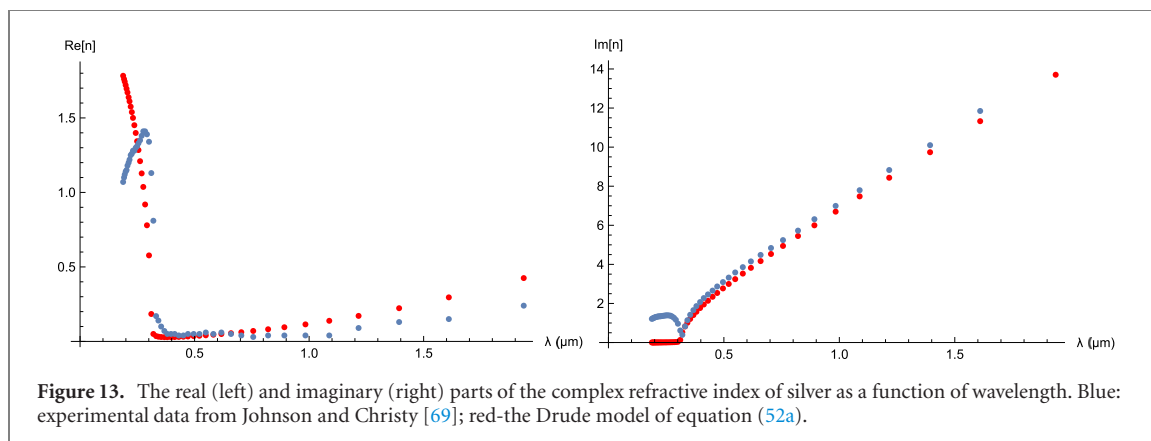 Re[n]
1.5
1.0
0.5
0.5
1.0
1.5
λ (μm)
Im[n]
14
12
10
8
6
4
2
0.5
1.0
1.5
λ (μm)
Figure 13. The real (left) and imaginary (right) parts of the complex refractive index of silver as a function of wavelength. Blue:
experimental data from Johnson and Christy [69]; red-the Drude model of equation (52a).